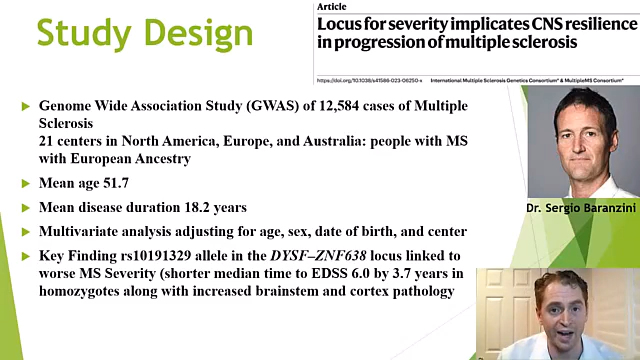 Study Design
Article
Locus for severity implicates CNS resilience
in progression of multiple sclerosis
https://doi.org/10.1038/s41586-023-06250-x International Multiple Sclerosis Genetics Consortium* & MultipleMS Consortium*
Genome Wide Association Study (GWAS) of 12,584 cases of Multiple
Sclerosis
21 centers in North America, Europe, and Australia: people with MS
with European Ancestry
Mean age 51.7
Mean disease duration 18.2 years
Multivariate analysis adjusting for age, sex, date of birth, and center
Key Finding rs10191329 allele in the DYSF–ZNF638 locus linked to
worse MS Severity (shorter median time to EDSS 6.0 by 3.7 years in
homozygotes along with increased brainstem and cortex pathology
Dr. Sergio Baranzini